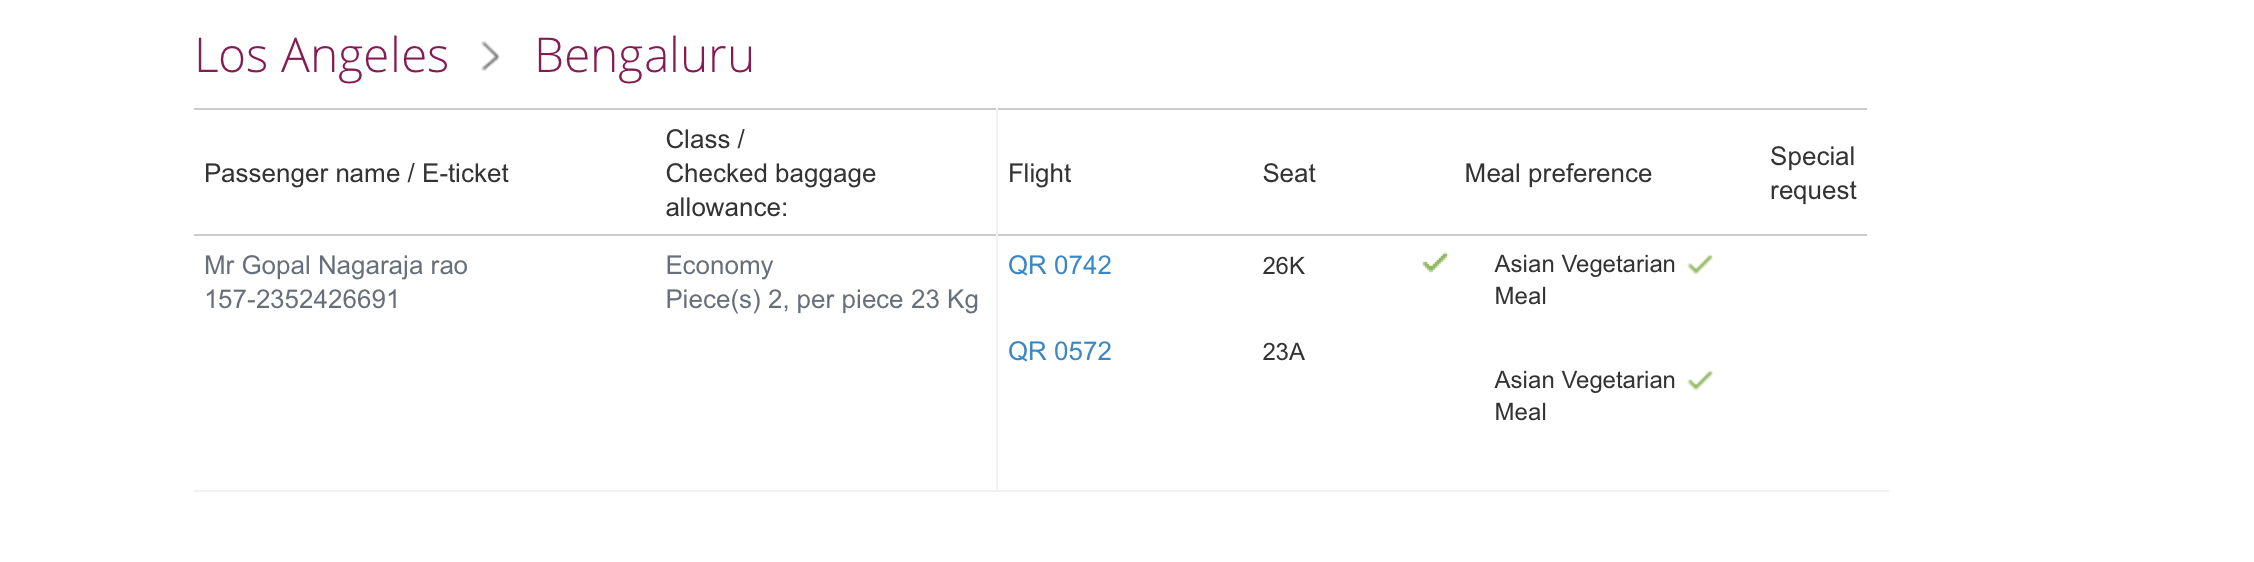 Los Angeles > Bengaluru
Passenger name / E-ticket
Class /
Checked baggage
allowance:
Flight
Seat
Meal preference
Special
request
Mr Gopal Nagaraja rao
157-2352426691
Economy
Piece(s) 2, per piece 23 Kg
QR 0742
26K
Asian Vegetarian
Meal
QR 0572
23A
Asian Vegetarian
Meal